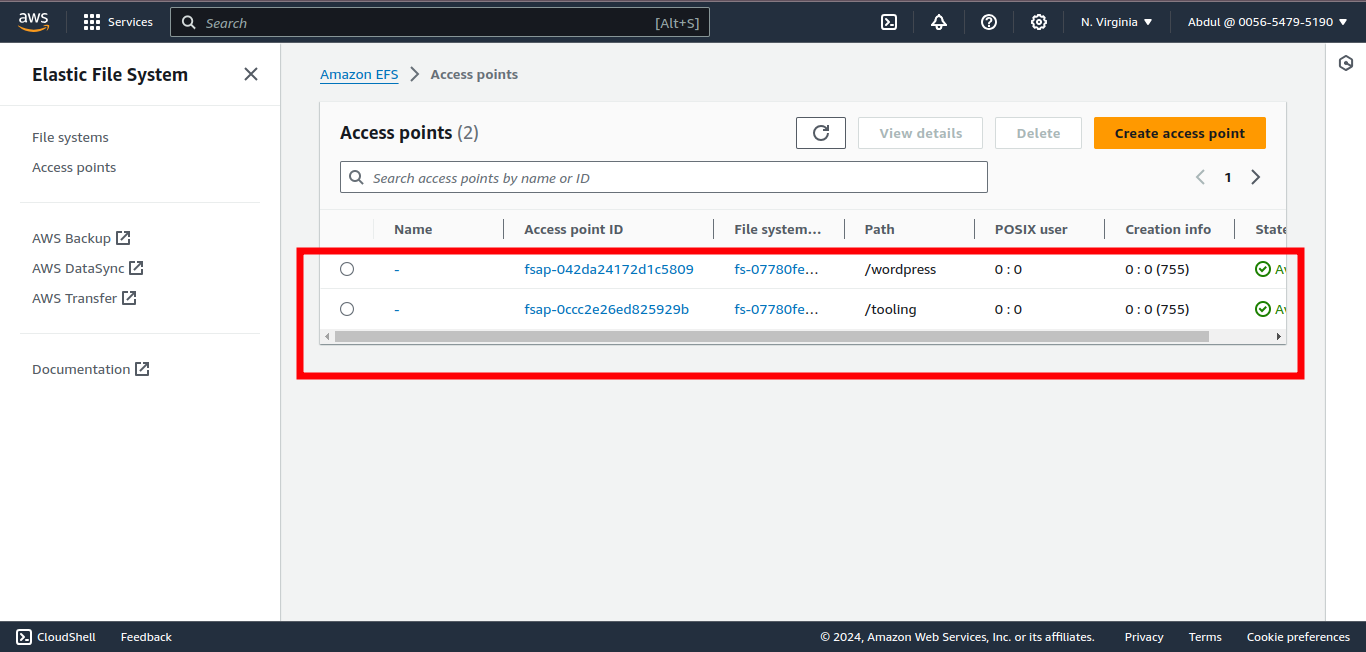 aws Services Search [Alt+S] N. Virginia Abdul @ 0056-5479-5190
Elastic File System
File systems
Access points
AWS Backup
AWS DataSync
AWS Transfer
Documentation
Amazon EFS Access points
Access points (2) View details Delete Create access point
Search access points by name or ID 1
Name Access point ID File system... Path POSIX user Creation info State
- fsap-042da24172d1c5809 fs-07780fe... /wordpress 0 : 0 0 : 0 (755)
- fsap-0ccc2e26ed825929b fs-07780fe... /tooling 0 : 0 0 : 0 (755)
CloudShell Feedback © 2024, Amazon Web Services, Inc. or its affiliates. Privacy Terms Cookie preferences